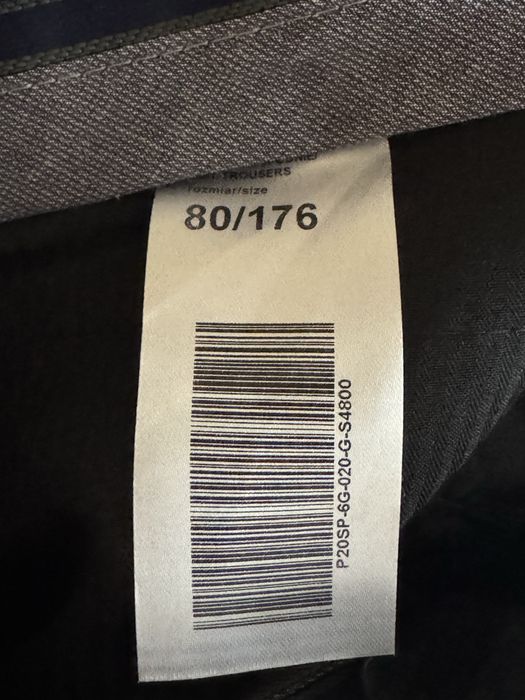 TROUSERS
rozmiar/size
80/176
P20SP-6G-020-G-S4800